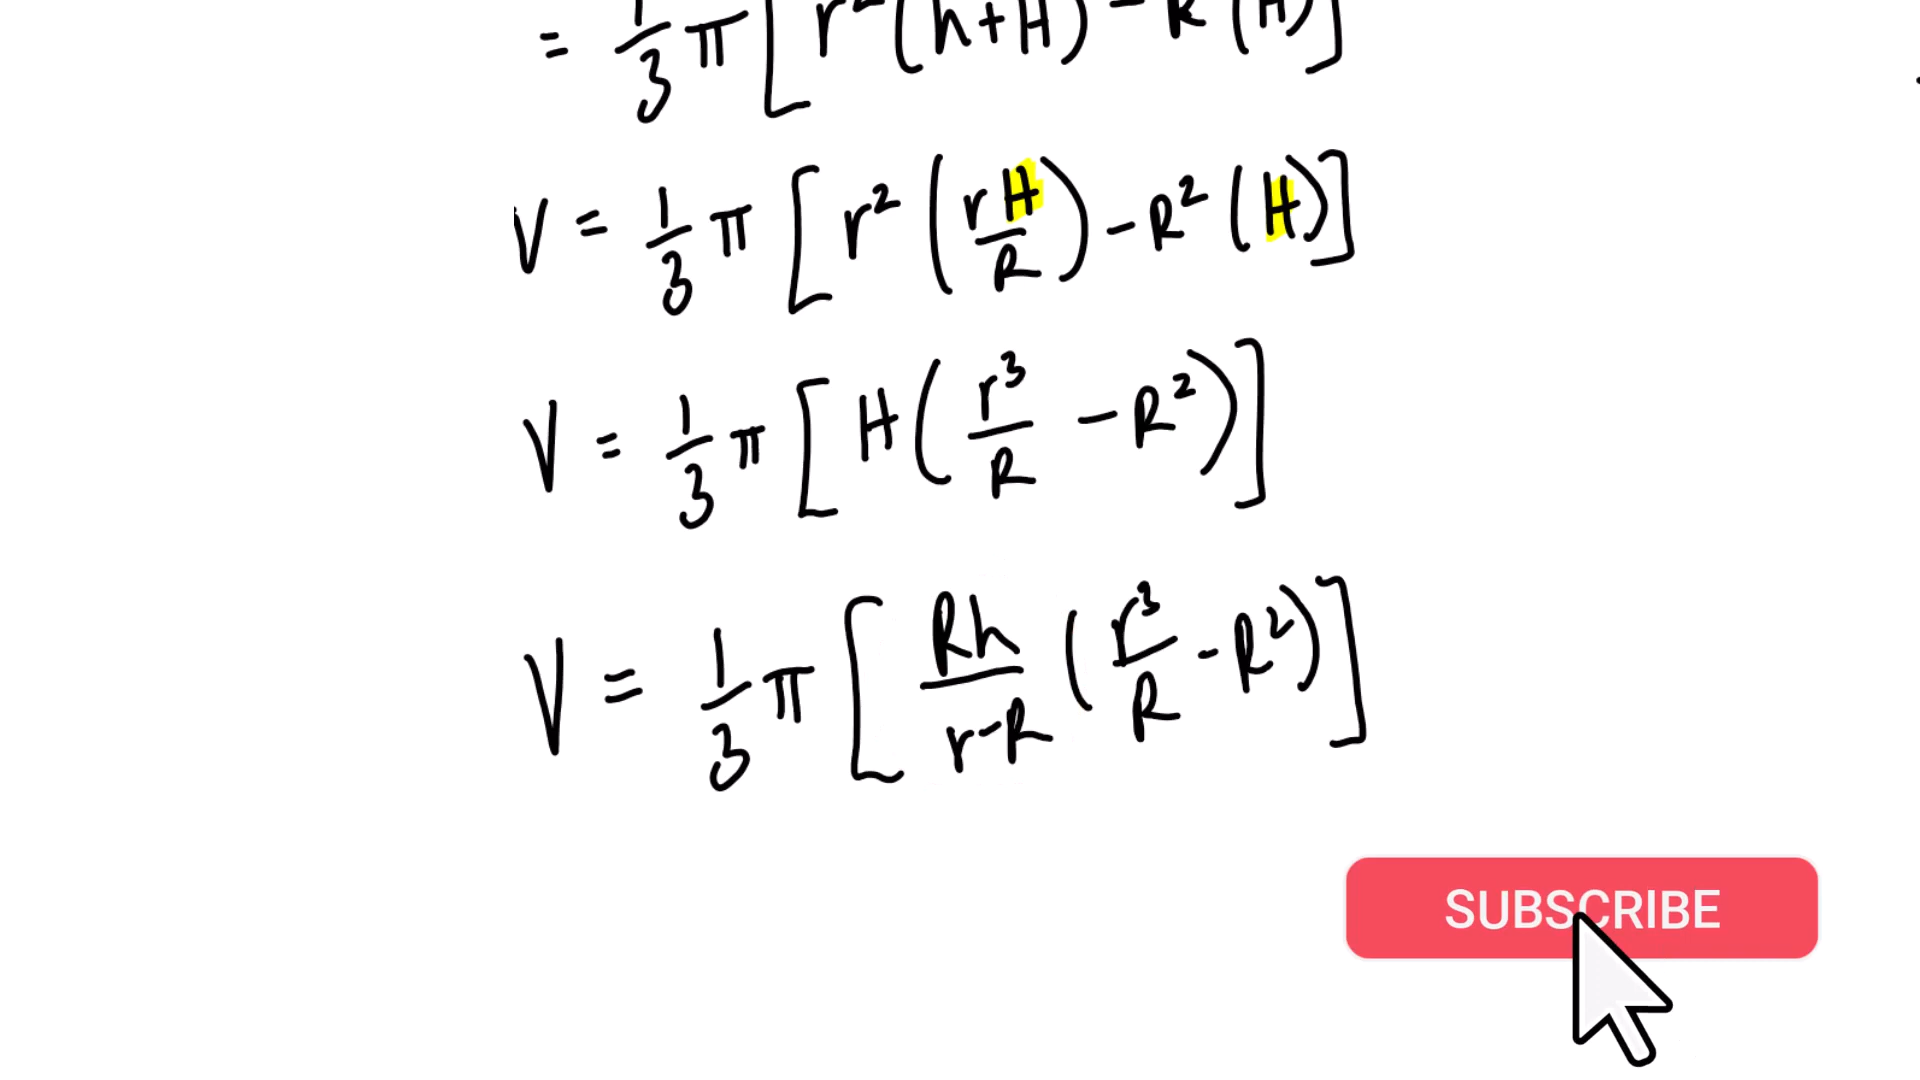 = 1/3 π [ r² (h+H) - R² (H) ]
V = 1/3 π [ r² ( rH/R ) - R² (H) ]
V = 1/3 π [ H ( r³/R - R² ) ]
V = 1/3 π [ Rh/r-R ( r³/R - R² ) ]
SUBSCRIBE